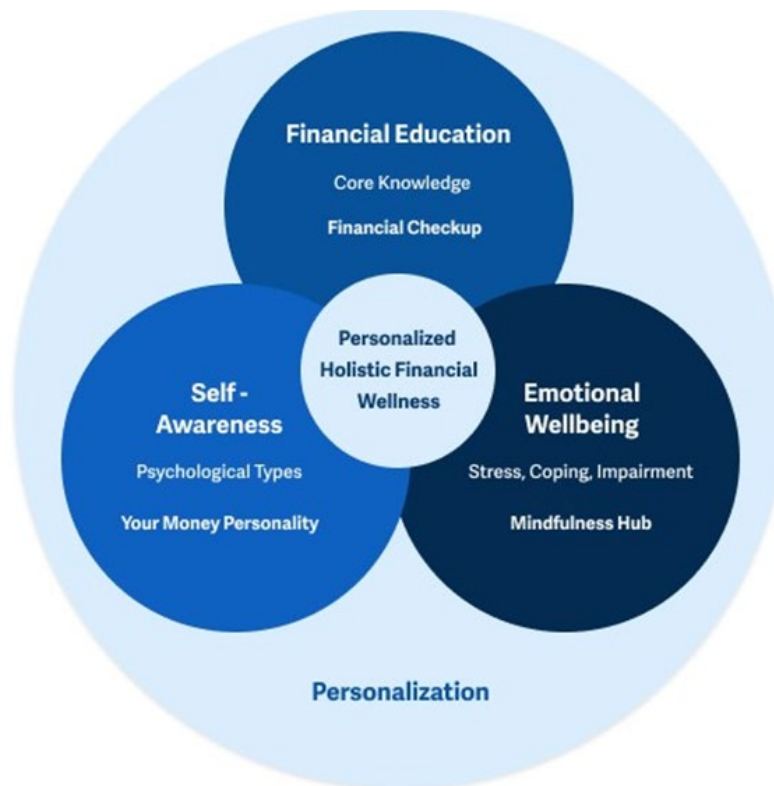 Financial Education
Core Knowledge
Financial Checkup
Personalized
Holistic Financial
Wellness
Self -
Awareness
Psychological Types
Your Money Personality
Emotional
Wellbeing
Stress, Coping, Impairment
Mindfulness Hub
Personalization